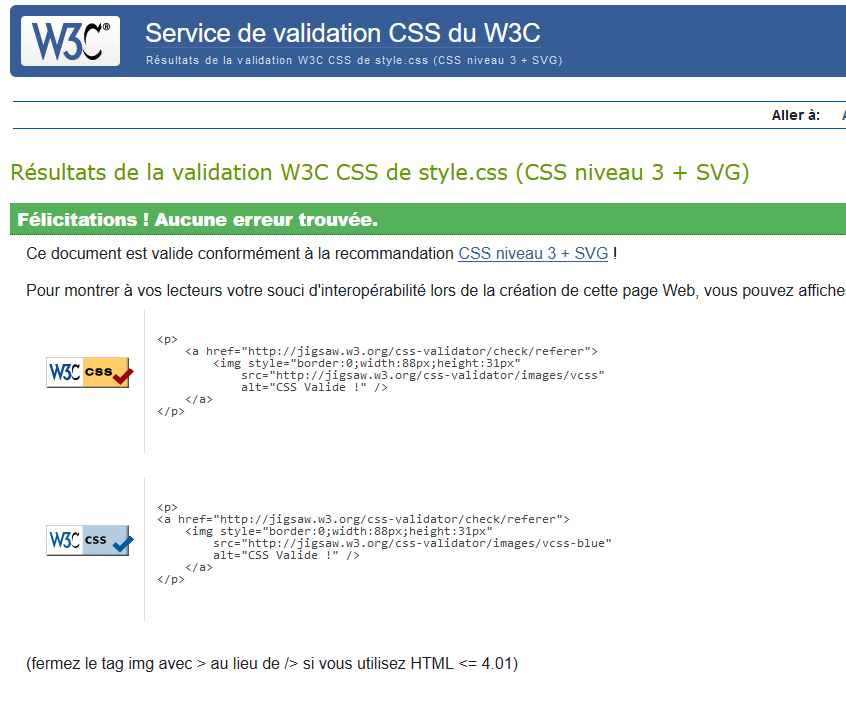 W3C®
Service de validation CSS du W3C
Résultats de la validation W3C CSS de style.css (CSS niveau 3 + SVG)
Aller à:
Résultats de la validation W3C CSS de style.css (CSS niveau 3 + SVG)
Félicitations ! Aucune erreur trouvée.
Ce document est valide conformément à la recommandation CSS niveau 3 + SVG !
Pour montrer à vos lecteurs votre souci d'interopérabilité lors de la création de cette page Web, vous pouvez affiche
<p>
<a href="http://jigsaw.w3.org/css-validator/check/referer">
<img style="border:0;width:88px;height:31px"
W3C css
src="http://jigsaw.w3.org/css-validator/images/vcss"
alt="CSS Valide !" />
</a>
</p>
<p>
<a href="http://jigsaw.w3.org/css-validator/check/referer">
<img style="border:0;width:88px;height:31px"
W3C css
src="http://jigsaw.w3.org/css-validator/images/vcss-blue"
alt="CSS Valide !" />
</a>
</p>
(fermez le tag img avec > au lieu de /> si vous utilisez HTML <= 4.01)